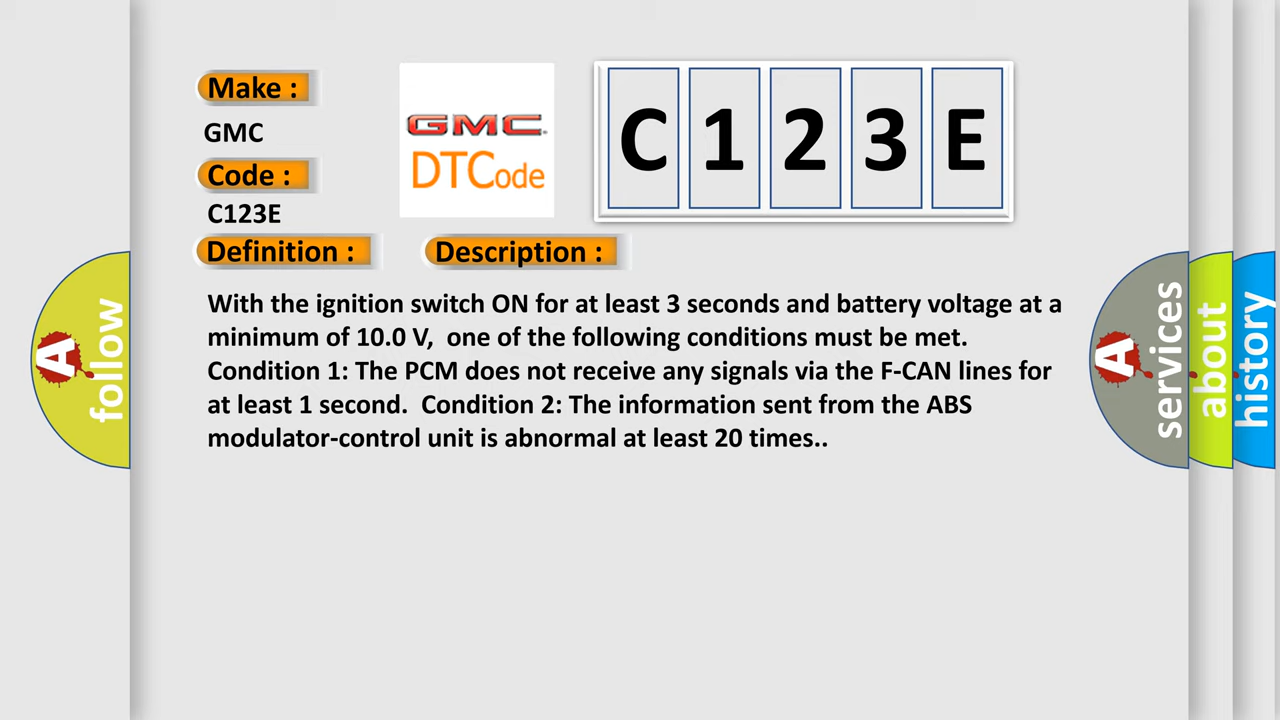 Make :
GMC
Code :
C123E
GMC
DTCode
C123E
Definition :
Description :
With the ignition switch ON for at least 3 seconds and battery voltage at a
minimum of 10.0 V,  one of the following conditions must be met.
Condition 1: The PCM does not receive any signals via the F-CAN lines for
at least 1 second.  Condition 2: The information sent from the ABS
modulator-control unit is abnormal at least 20 times..
A
follow
A
services
about
history